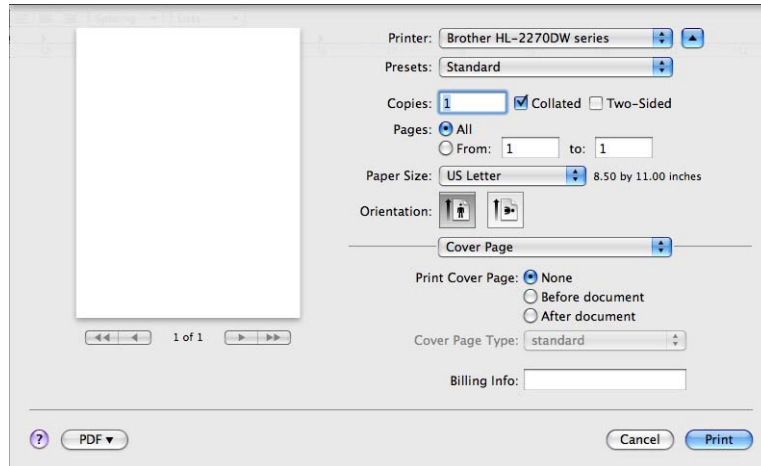 Spacing Lists
Printer: Brother HL-2270DW series
Presets: Standard
Copies: 1 Collated Two-Sided
Pages: All
From: 1 to: 1
Paper Size: US Letter 8.50 by 11.00 inches
Orientation:
Cover Page
Print Cover Page: None
Before document
After document
1 of 1
Cover Page Type: standard
Billing Info:
? PDF Cancel Print